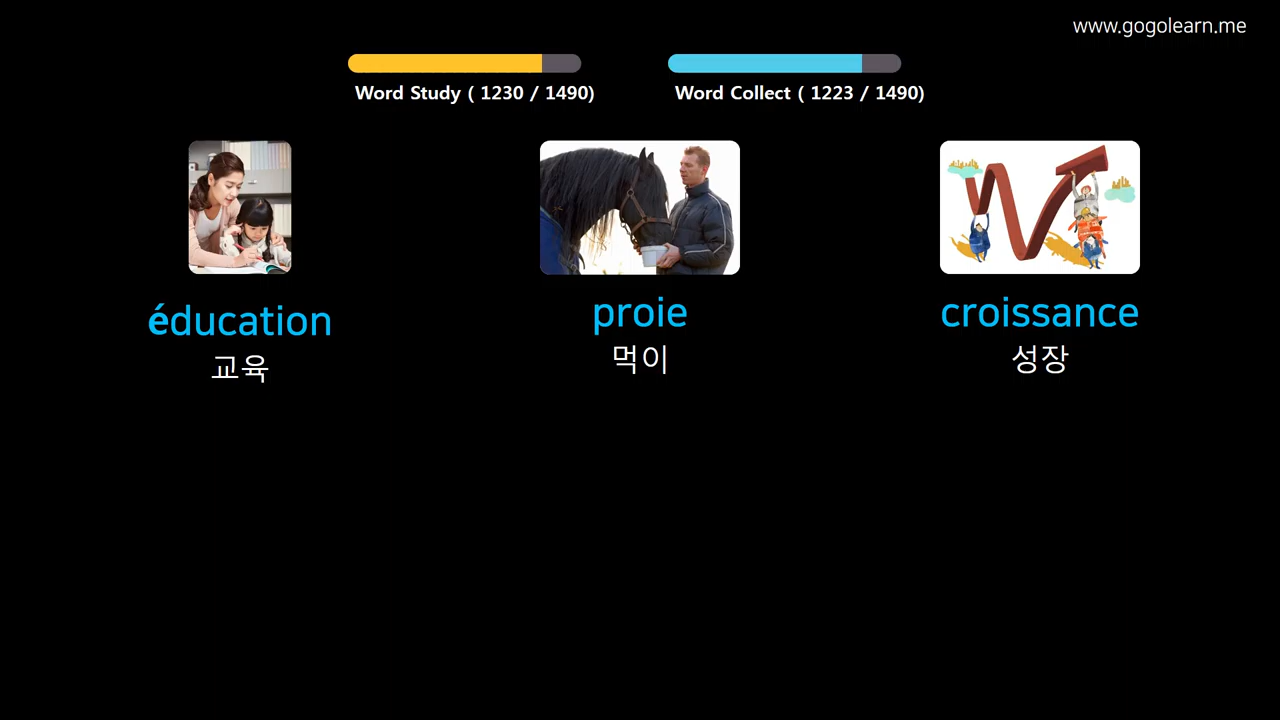 www.gogolearn.me
Word Study ( 1230 / 1490)
Word Collect ( 1223 / 1490)
éducation
교육
proie
먹이
croissance
성장